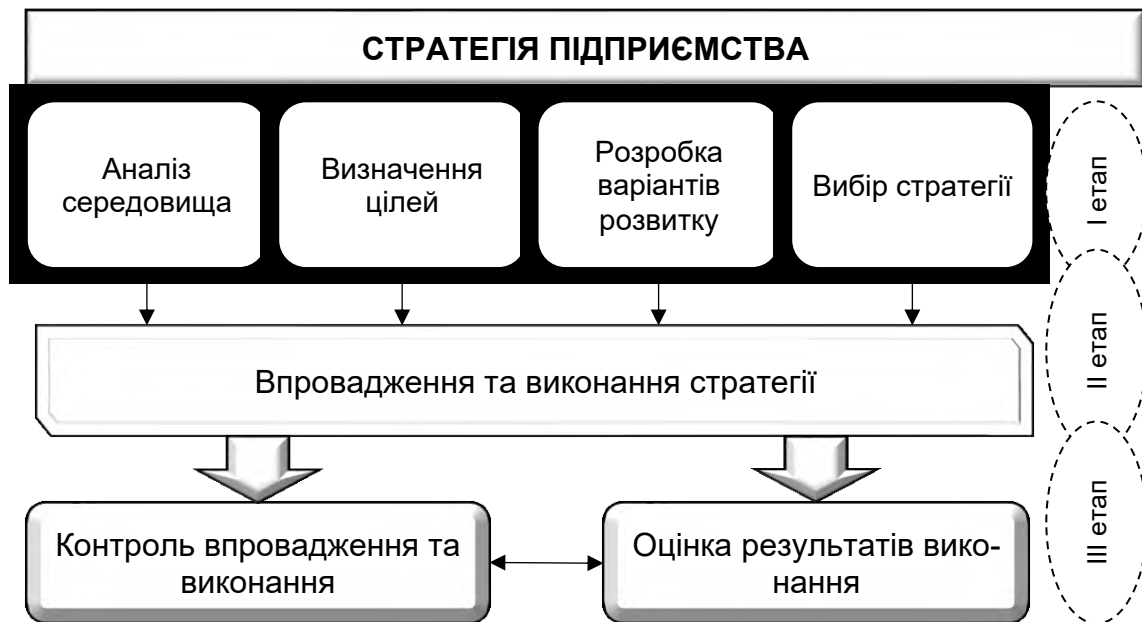 СТРАТЕГІЯ ПІДПРИЄМСТВА
Аналіз
середовища
Визначення
цілей
Розробка
варіантів
розвитку
Вибір стратегії
І етап
Впровадження та виконання стратегії
ІІ етап
Контроль впровадження та
виконання
Оцінка результатів вико-
нання
ІІІ етап